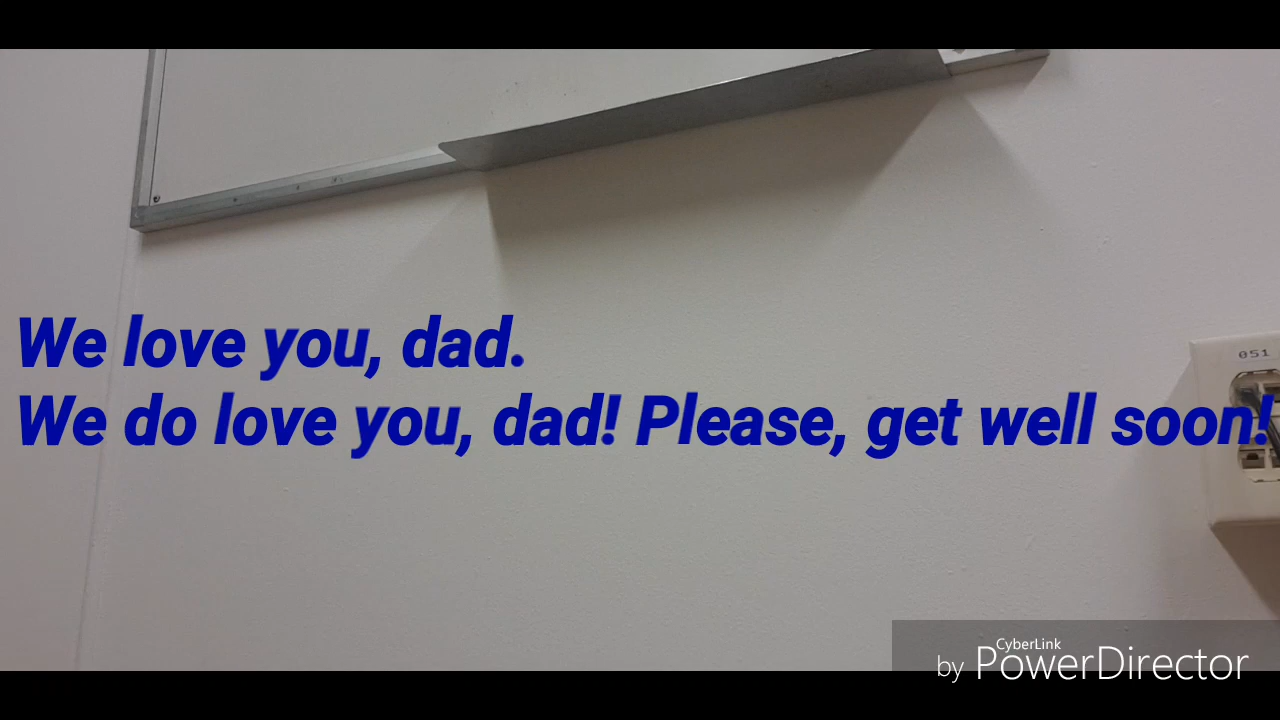 051
We love you, dad.
We do love you, dad! Please, get well soon!
CyberLink
by PowerDirector